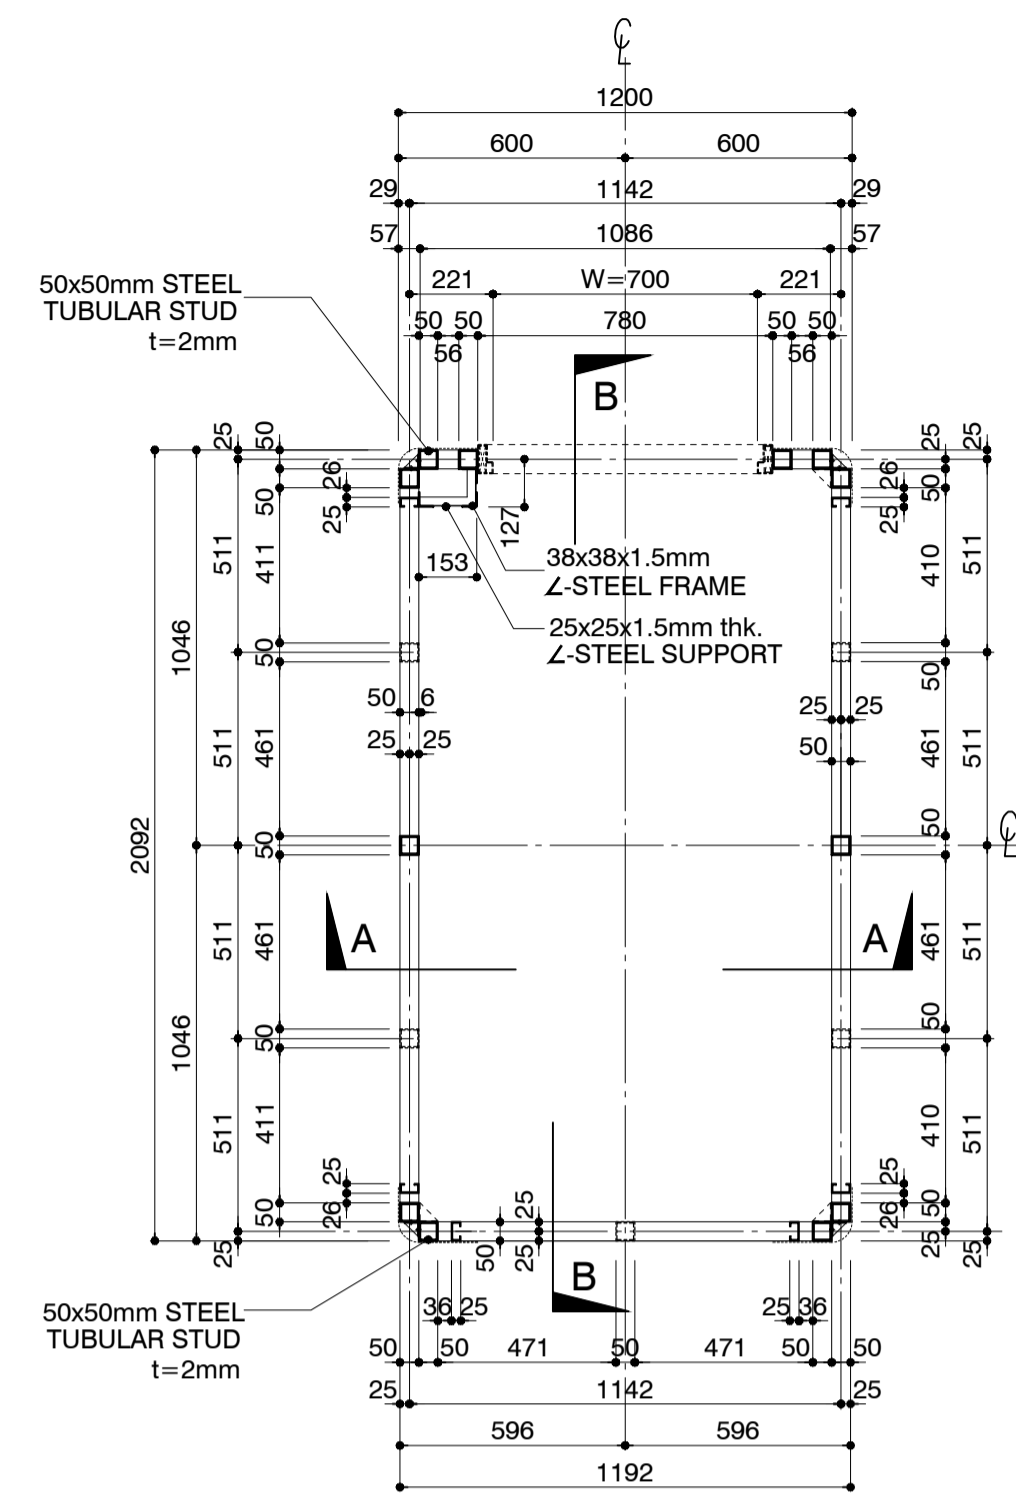 ℄
1200
600 600
29 1142 29
57 1086 57
221 W=700 221
50 50 780 50 50
56 56
50x50mm STEEL
TUBULAR STUD
t=2mm
B
25 50 25 25
26 26
50 50
25 25
127
511 411 410 511
153
38x38x1.5mm
∠-STEEL FRAME
25x25x1.5mm thk.
∠-STEEL SUPPORT
1046
50 50
50 6
25 25
25 25
50
511 461 461 511
2092
50 50
℄
A A
511 461 461 511
1046
50 50
511 411 410 511
25 25
26 26
50 50
25 25 25
25
50 25
B
50x50mm STEEL
TUBULAR STUD
t=2mm
36 25 25 36
50 50 471 50 471 50 50
25 1142 25
596 596
1192